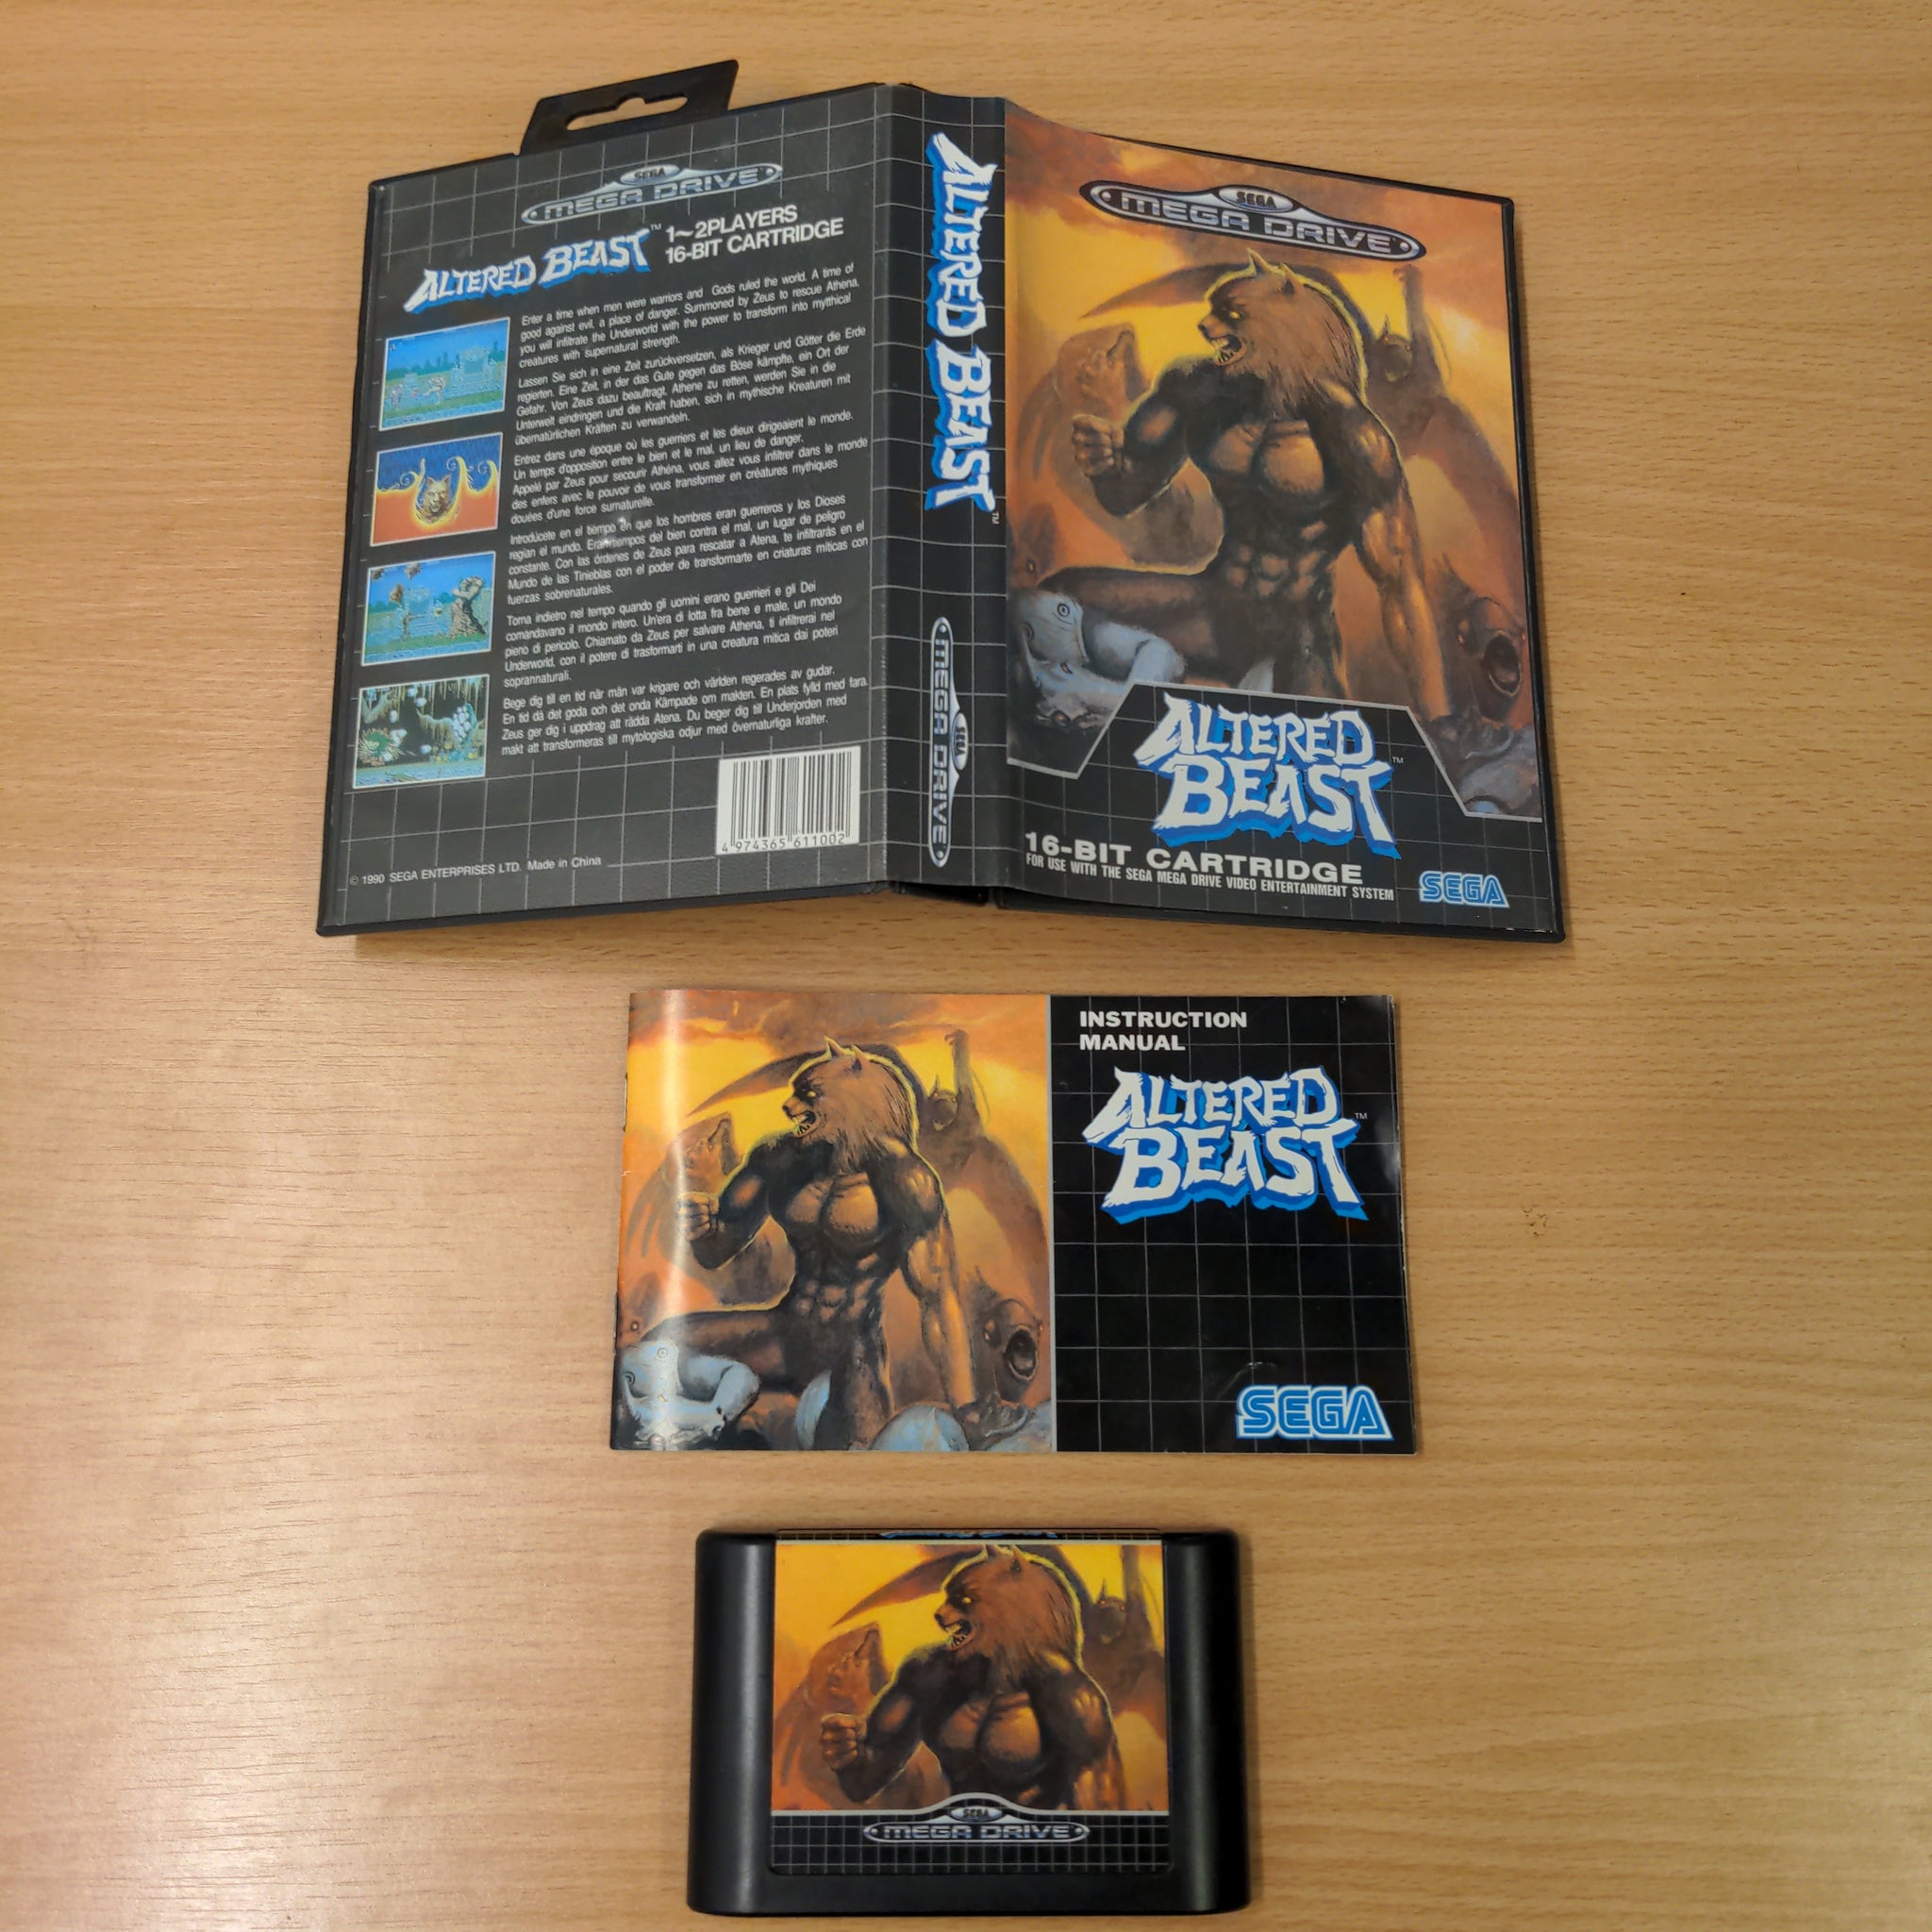 SEGA
MEGA DRIVE
ALTERED BEAST™
1~2PLAYERS
16-BIT CARTRIDGE
Enter a time when men were warriors and Gods ruled the world. A time of
good against evil, a place of danger. Summoned by Zeus to rescue Athena,
you will infiltrate the Underworld with the power to transform into mythical
creatures with supernatural strength.
Lassen Sie sich in eine Zeit zurückversetzen, als Krieger und Götter die Erde
regierten. Eine Zeit, in der das Gute gegen das Böse kämpfte, ein Ort der
Gefahr. Von Zeus dazu beauftragt, Athene zu retten, werden Sie in die
Unterwelt eindringen und die Kraft haben, sich in mythische Kreaturen mit
übernatürlichen Kräften zu verwandeln.
Entrez dans une époque où les guerriers et les dieux dirigeaient le monde.
Un temps d'opposition entre le bien et le mal, un lieu de danger.
Appelé par Zeus pour secourir Athéna, vous allez vous infiltrer dans le monde
des enfers avec le pouvoir de vous transformer en créatures mythiques
douées d'une force surnaturelle.
Introdúcete en el tiempo en que los hombres eran guerreros y los Dioses
regían el mundo. Eran tiempos del bien contra el mal, un lugar de peligro
constante. Con las órdenes de Zeus para rescatar a Atena, te infiltrarás en el
Mundo de las Tinieblas con el poder de transformarte en criaturas míticas con
fuerzas sobrenaturales.
Torna indietro nel tempo quando gli uomini erano guerrieri e gli Dei
comandavano il mondo intero. Un'era di lotta fra bene e male, un mondo
pieno di pericolo. Chiamato da Zeus per salvare Athena, ti infiltrerai nel
Underworld, con il potere di trasformarti in una creatura mitica dai poteri
soprannaturali.
Bege dig till en tid när män var krigare och världen regerades av gudar.
En tid då det goda och det onda Kämpade om makten. En plats fylld med fara.
Zeus ger dig i uppdrag att rädda Atena. Du beger dig till Underjorden med
makt att transformeras till mytologiska odjur med övernaturliga krafter.
4 974365 611002
© 1990 SEGA ENTERPRISES LTD. Made in China
ALTERED BEAST™
SEGA
MEGA DRIVE
SEGA
MEGA DRIVE
ALTERED
BEAST™
16-BIT CARTRIDGE
FOR USE WITH THE SEGA MEGA DRIVE VIDEO ENTERTAINMENT SYSTEM
SEGA
INSTRUCTION
MANUAL
ALTERED
BEAST™
SEGA
SEGA
MEGA DRIVE